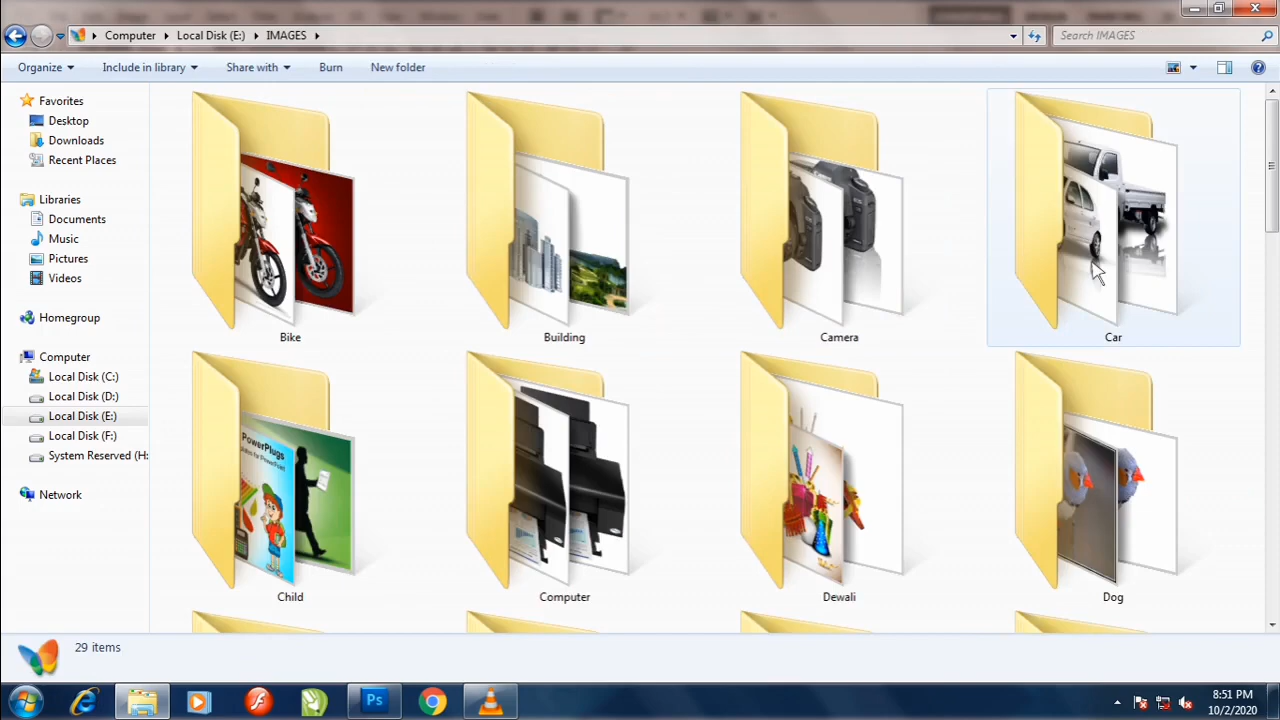 Computer Local Disk (E:) IMAGES
Search IMAGES
Organize Include in library Share with Burn New folder
Favorites
Desktop
Downloads
Recent Places
Libraries
Documents
Music
Pictures
Videos
Homegroup
Computer
Local Disk (C:)
Local Disk (D:)
Local Disk (E:)
Local Disk (F:)
System Reserved (H:
Network
Bike Building Camera Car
PowerPlugs
Child Computer Dewali Dog
29 items
Ps
8:51 PM
10/2/2020